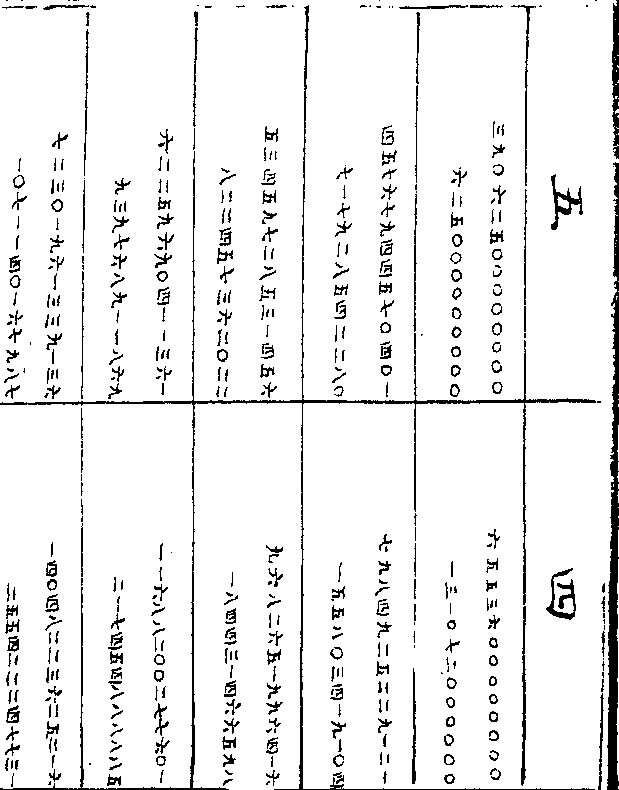 五
三九〇六二五〇〇〇〇〇〇〇〇
六二五〇〇〇〇〇〇〇〇〇
四五七六七九四四五七〇四〇一
七一七九二八五四二二八〇
五三四五九七二八五三一四五六
八二二四五七三六二〇二二
六二二五九六九〇四一一三六一
九三九七六八九一一八六九
七二三〇一九六一三三九一三六
一〇七一一四〇一六七九八七
四
六五五三六〇〇〇〇〇〇〇〇
一三一〇七二〇〇〇〇〇〇
七九八四九二五二二九一二一
一五五八〇三四一九一〇四
九六八二六五一九九六四一六
一八四四三一四六六五九八
一一六八八二〇〇二七七六〇一
二一七四五四八八八八五
一四〇四八二二三六二五二一六
二五五四二二二四七七三一